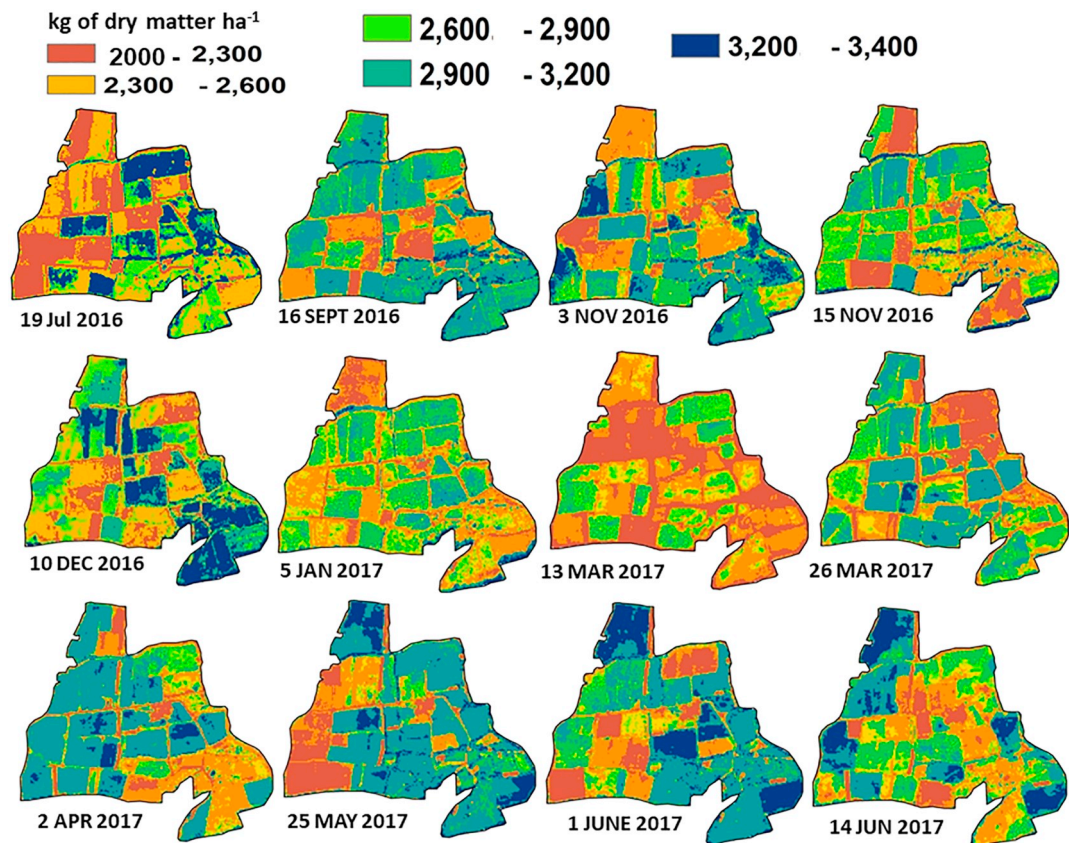 kg of dry matter ha⁻¹
2000 - 2,300
2,300 - 2,600
2,600 - 2,900
2,900 - 3,200
3,200 - 3,400
19 Jul 2016
16 SEPT 2016
3 NOV 2016
15 NOV 2016
10 DEC 2016
5 JAN 2017
13 MAR 2017
26 MAR 2017
2 APR 2017
25 MAY 2017
1 JUNE 2017
14 JUN 2017